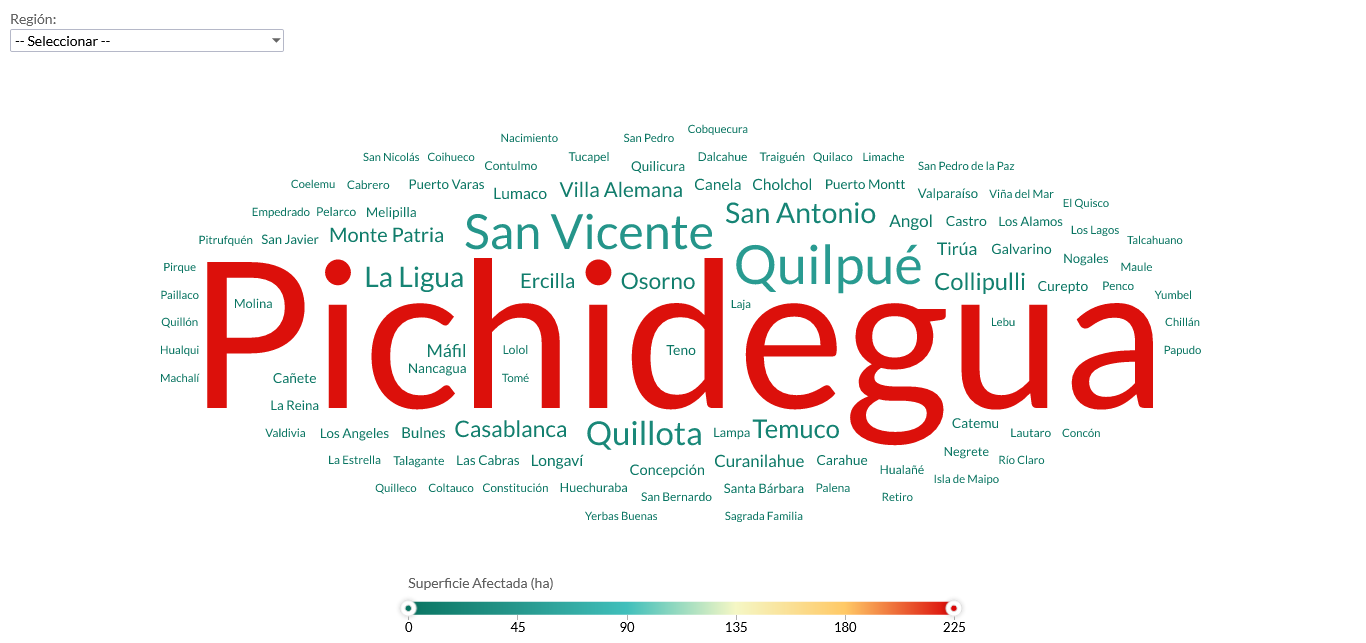 Región:
-- Seleccionar --
Cobquecura
Nacimiento San Pedro
San Nicolás Coihueco Tucapel Dalcahue Traiguén Quilaco Limache
Contulmo Quilicura San Pedro de la Paz
Coelemu Cabrero Puerto Varas Lumaco Villa Alemana Canela Cholchol Puerto Montt Valparaíso Viña del Mar
El Quisco
Empedrado Pelarco Melipilla San Vicente San Antonio Angol Castro Los Alamos Los Lagos
Pitrufquén San Javier Monte Patria Quilpué Tirúa Galvarino Nogales Talcahuano
Pirque La Ligua Ercilla Osorno Collipulli Curepto Penco Maule
Paillaco Molina Pichidegua Laja Yumbel
Quillón Lebu Chillán
Hualqui Máfil Lolol Teno Papudo
Nancagua
Machalí Cañete Tomé
La Reina
Valdivia Los Angeles Bulnes Casablanca Quillota Lampa Temuco Catemu Lautaro Concón
La Estrella Talagante Las Cabras Longaví Concepción Curanilahue Carahue Hualañé Negrete Río Claro
Quilleco Coltauco Constitución Huechuraba San Bernardo Santa Bárbara Palena Retiro Isla de Maipo
Yerbas Buenas Sagrada Familia
Superficie Afectada (ha)
0 45 90 135 180 225